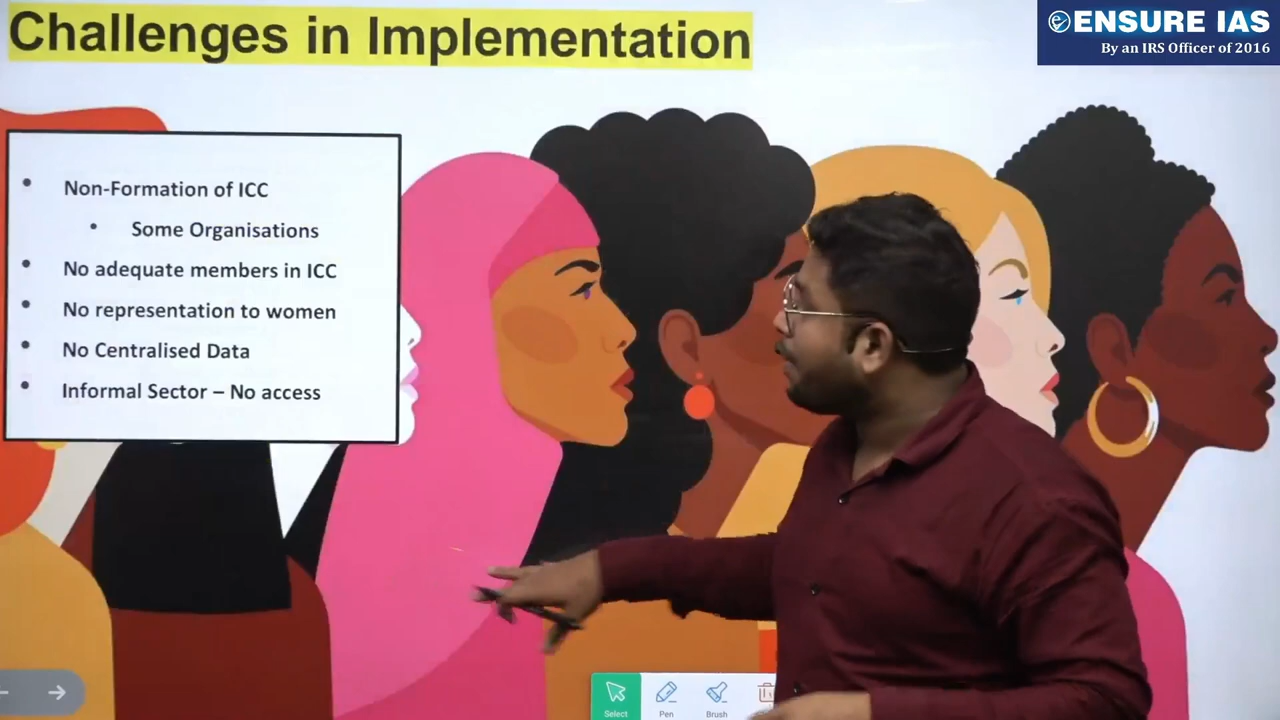 Challenges in Implementation
ENSURE IAS
By an IRS Officer of 2016
• Non-Formation of ICC
• Some Organisations
• No adequate members in ICC
• No representation to women
• No Centralised Data
• Informal Sector – No access
Select
Pen
Brush